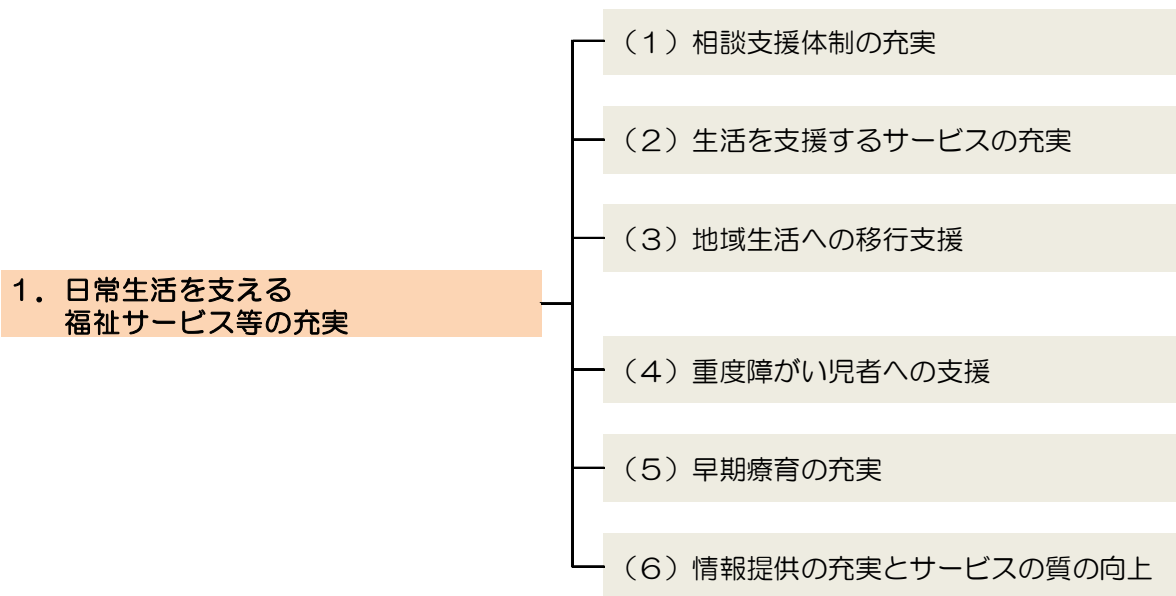 1．日常生活を支える
福祉サービス等の充実
（1）相談支援体制の充実
（2）生活を支援するサービスの充実
（3）地域生活への移行支援
（4）重度障がい児者への支援
（5）早期療育の充実
（6）情報提供の充実とサービスの質の向上